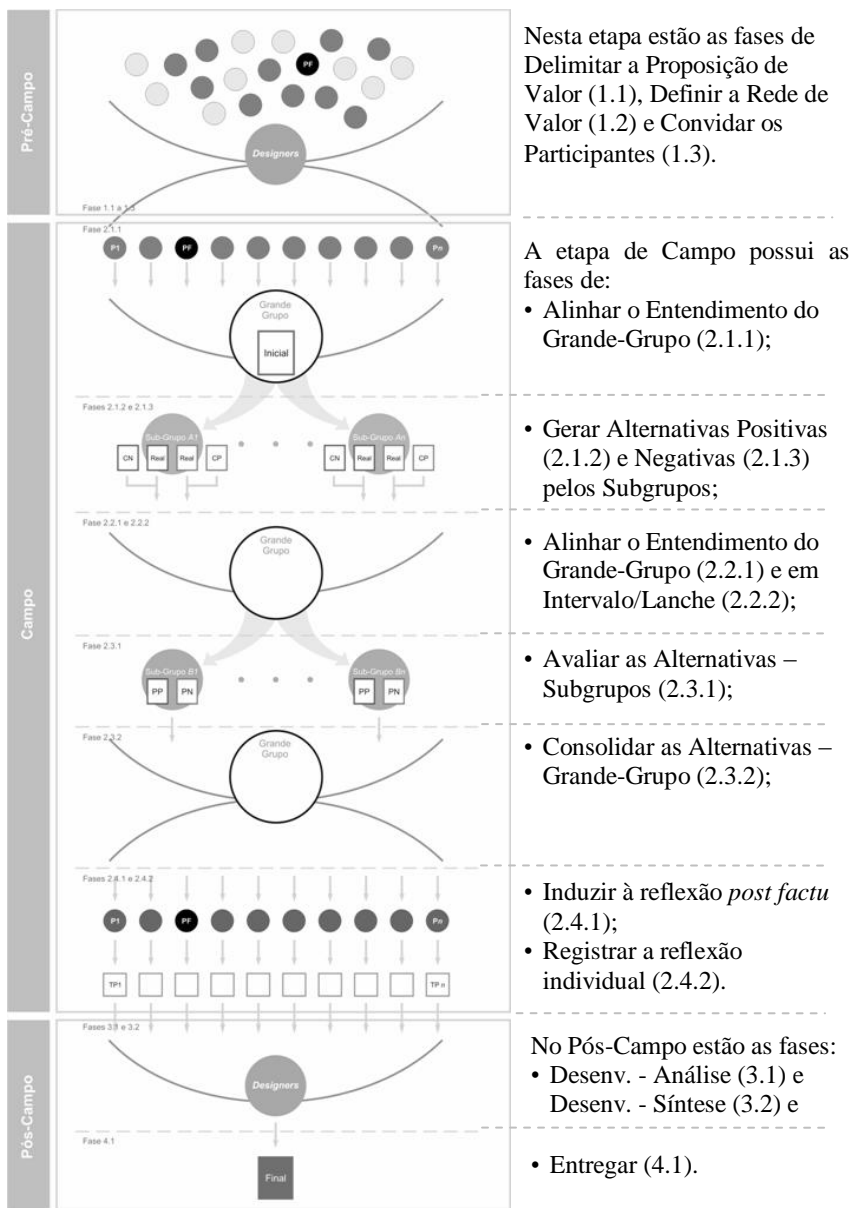 Pré-Campo
PF
Designers
Fase 1.1 a 1.3
Nesta etapa estão as fases de
Delimitar a Proposição de
Valor (1.1), Definir a Rede de
Valor (1.2) e Convidar os
Participantes (1.3).
Campo
Fase 2.1.1
P1
PF
Pn
Grande
Grupo
Inicial
A etapa de Campo possui as
fases de:
• Alinhar o Entendimento do
Grande-Grupo (2.1.1);
Fases 2.1.2 e 2.1.3
Sub-Grupo A1
Sub-Grupo An
CN Real Real CP
CN Real Real CP
• Gerar Alternativas Positivas
(2.1.2) e Negativas (2.1.3)
pelos Subgrupos;
Fase 2.2.1 e 2.2.2
Grande
Grupo
• Alinhar o Entendimento do
Grande-Grupo (2.2.1) e em
Intervalo/Lanche (2.2.2);
Fase 2.3.1
Sub-Grupo B1
Sub-Grupo Bn
PP PN
PP PN
• Avaliar as Alternativas –
Subgrupos (2.3.1);
Fase 2.3.2
Grande
Grupo
• Consolidar as Alternativas –
Grande-Grupo (2.3.2);
Fases 2.4.1 e 2.4.2
P1
PF
Pn
TP1
TP n
• Induzir à reflexão post factu
(2.4.1);
• Registrar a reflexão
individual (2.4.2).
Pós-Campo
Fases 3.1 e 3.2
Designers
No Pós-Campo estão as fases:
• Desenv. - Análise (3.1) e
Desenv. - Síntese (3.2) e
Fase 4.1
Final
• Entregar (4.1).